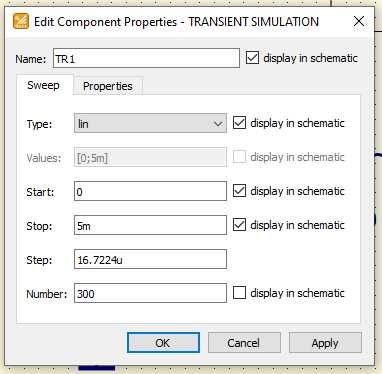 Edit Component Properties - TRANSIENT SIMULATION
Name: TR1 display in schematic
Sweep Properties
Type: lin display in schematic
Values: [0;5m] display in schematic
Start: 0 display in schematic
Stop: 5m display in schematic
Step: 16.7224u
Number: 300 display in schematic
OK Cancel Apply